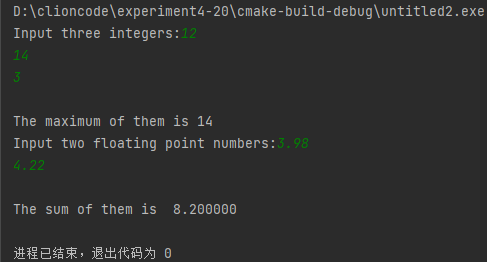 D:\clioncode\experiment4-20\cmake-build-debug\untitled2.exe
Input three integers:12
14
3
The maximum of them is 14
Input two floating point numbers:3.98
4.22
The sum of them is  8.200000
进程已结束，退出代码为 0